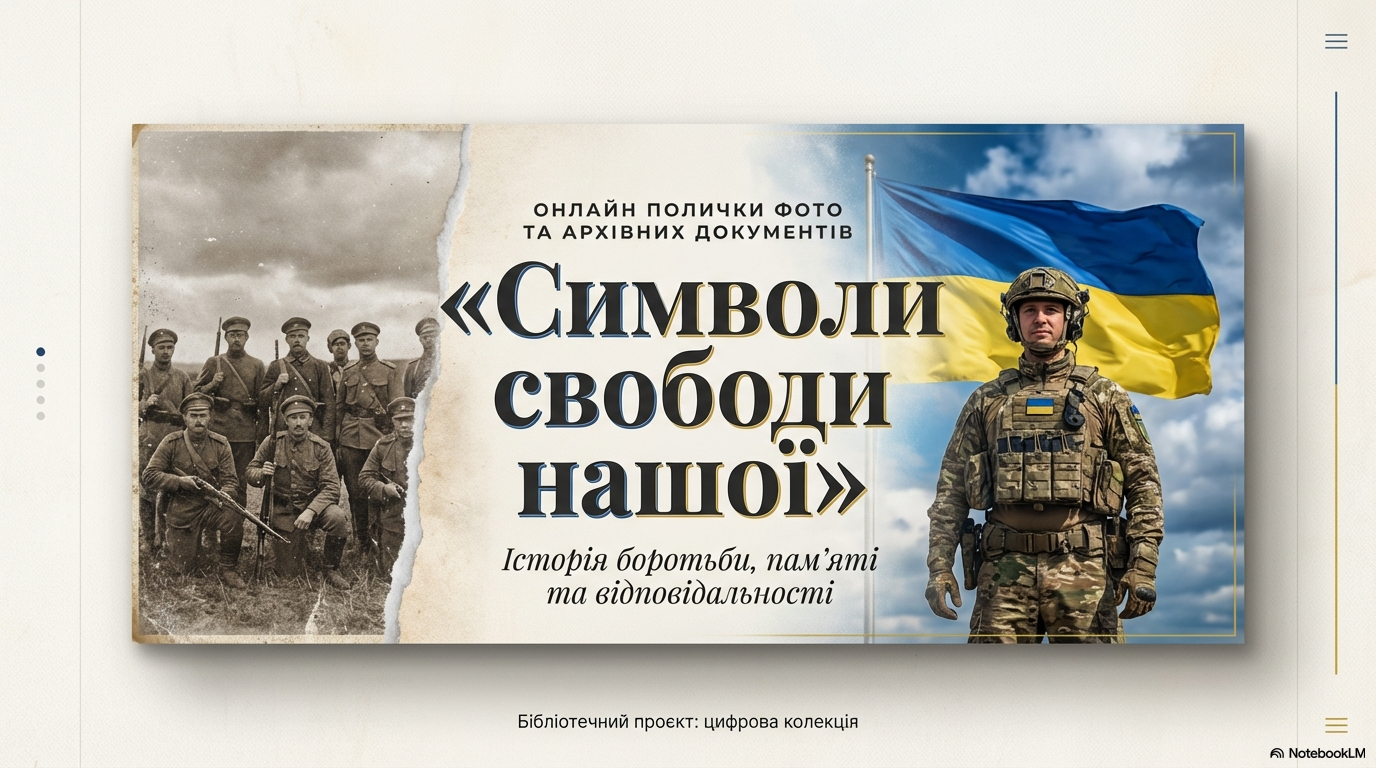 ОНЛАЙН ПОЛИЧКИ ФОТО
ТА АРХІВНИХ ДОКУМЕНТІВ
«Символи
свободи
нашої»
Історія боротьби, пам’яті
та відповідальності
Бібліотечний проєкт: цифрова колекція
NotebookLM